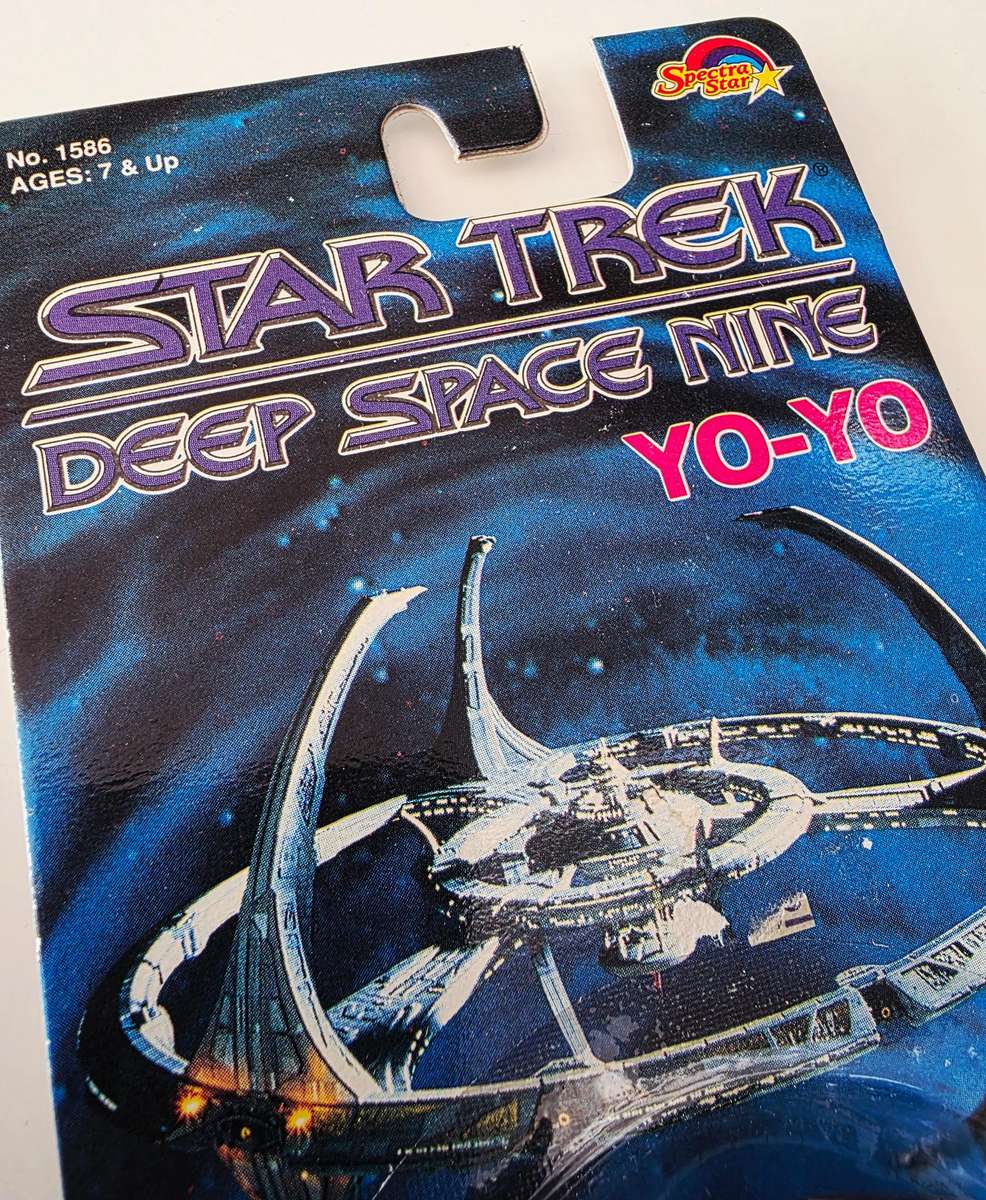 Spectra
Star
No. 1586
AGES: 7 & Up
STAR TREK®
DEEP SPACE NINE
YO-YO